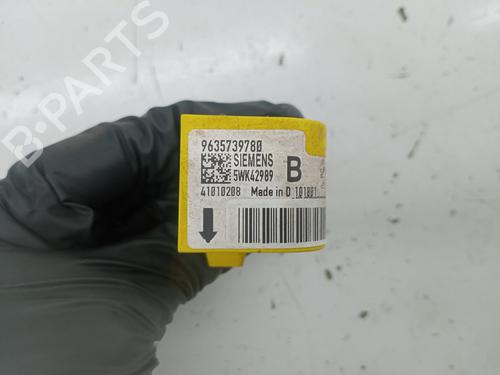 9635739780
SIEMENS
5WK42989
B
41010208 Made in D
B-PARTS